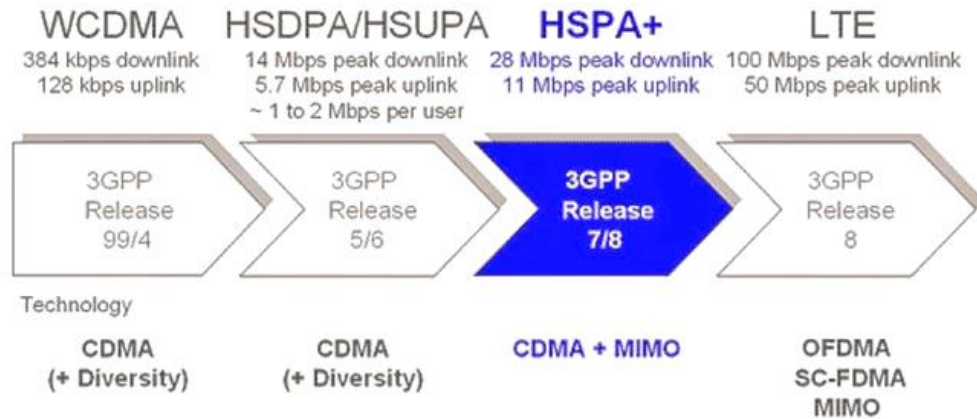 WCDMA
384 kbps downlink
128 kbps uplink
HSDPA/HSUPA
14 Mbps peak downlink
5.7 Mbps peak uplink
~ 1 to 2 Mbps per user
HSPA+
28 Mbps peak downlink
11 Mbps peak uplink
LTE
100 Mbps peak downlink
50 Mbps peak uplink
3GPP
Release
99/4
3GPP
Release
5/6
3GPP
Release
7/8
3GPP
Release
8
Technology
CDMA
(+ Diversity)
CDMA
(+ Diversity)
CDMA + MIMO
OFDMA
SC-FDMA
MIMO